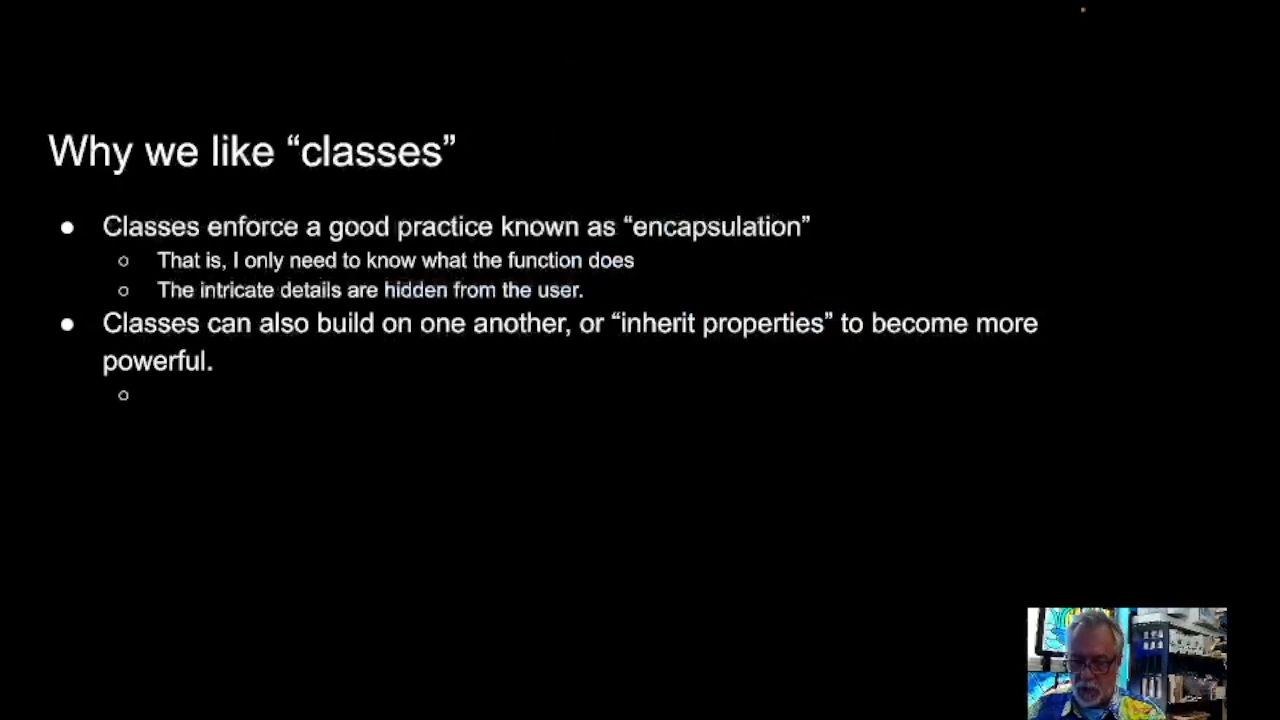 Why we like “classes”
● Classes enforce a good practice known as “encapsulation”
○ That is, I only need to know what the function does
○ The intricate details are hidden from the user.
● Classes can also build on one another, or “inherit properties” to become more
powerful.
○